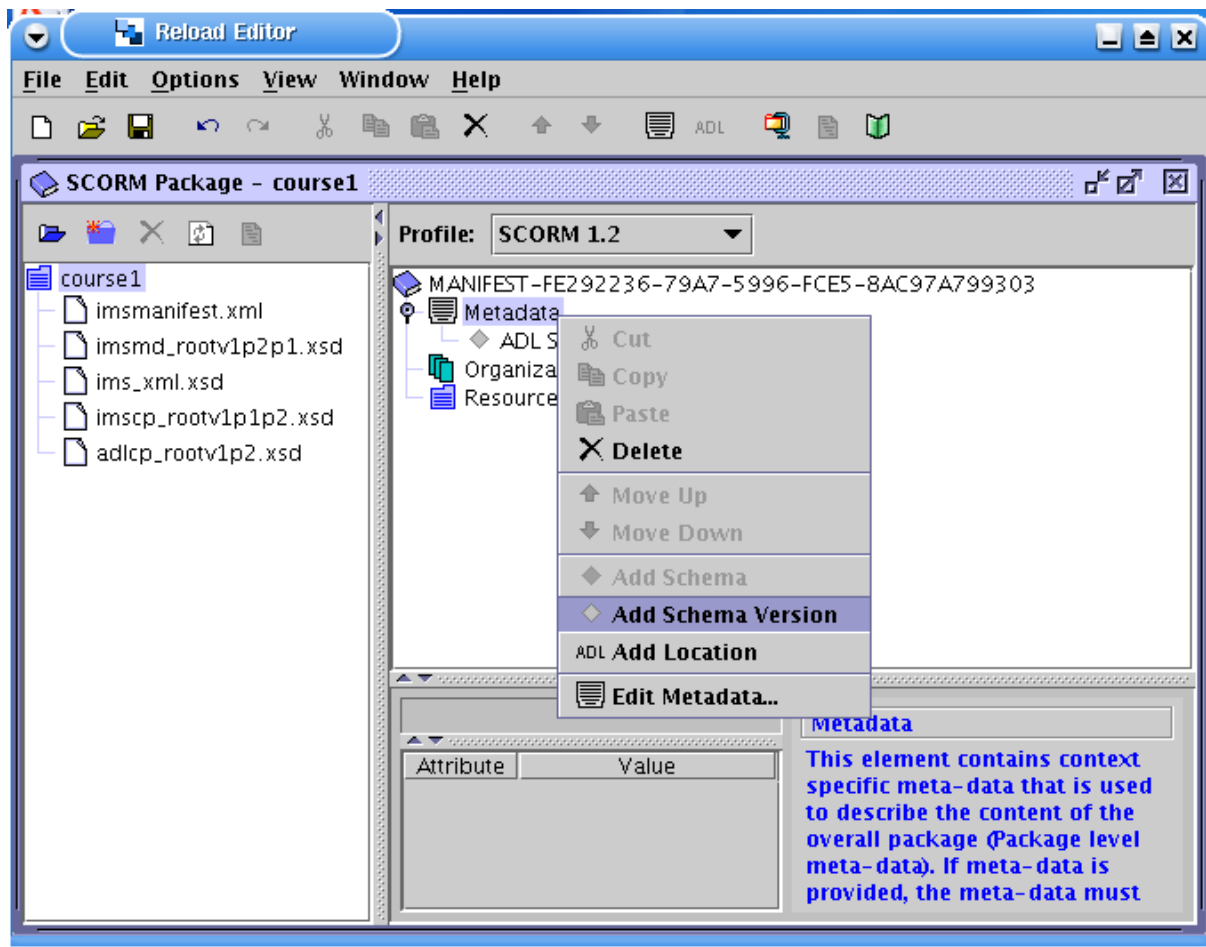 Reload Editor
File Edit Options View Window Help
ADL
SCORM Package - course1
Profile: SCORM 1.2
course1
imsmanifest.xml
imsmd_rootv1p2p1.xsd
ims_xml.xsd
imscp_rootv1p1p2.xsd
adlcp_rootv1p2.xsd
MANIFEST-FE292236-79A7-5996-FCE5-8AC97A799303
Metadata
ADL S
Organiza
Resource
Cut
Copy
Paste
Delete
Move Up
Move Down
Add Schema
Add Schema Version
ADL Add Location
Edit Metadata...
Attribute Value
Metadata
This element contains context
specific meta-data that is used
to describe the content of the
overall package (Package level
meta-data). If meta-data is
provided, the meta-data must